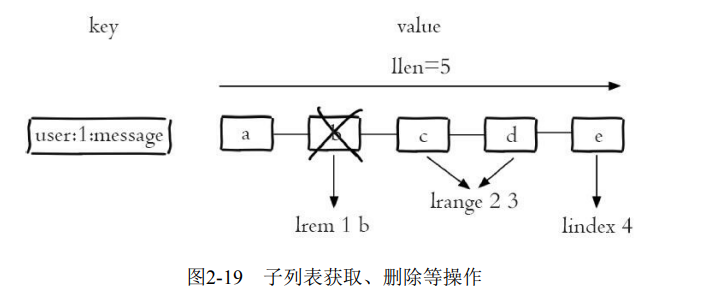 key value
llen=5
user:1:message a b c d e
lrem 1 b lrange 2 3 lindex 4
图2-19 子列表获取、删除等操作